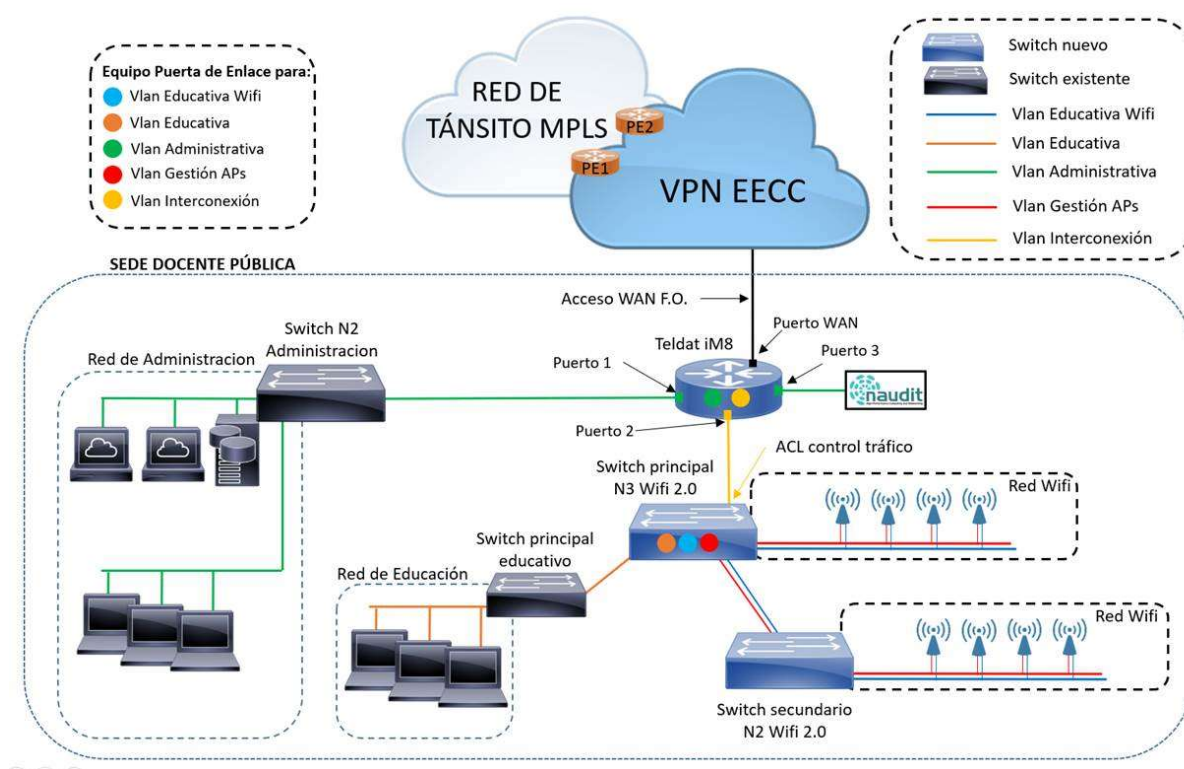 Equipo Puerta de Enlace para:
Vlan Educativa Wifi
Vlan Educativa
Vlan Administrativa
Vlan Gestión APs
Vlan Interconexión
RED DE
TÁNSITO MPLS
PE2
PE1
VPN EECC
Switch nuevo
Switch existente
Vlan Educativa Wifi
Vlan Educativa
Vlan Administrativa
Vlan Gestión APs
Vlan Interconexión
SEDE DOCENTE PÚBLICA
Acceso WAN F.O.
Switch N2
Administracion
Red de Administracion
Puerto WAN
Teldat iM8
Puerto 3
Puerto 1
naudit
Puerto 2
ACL control tráfico
Switch principal
N3 Wifi 2.0
Red Wifi
Switch principal
educativo
Red de Educación
Red Wifi
Switch secundario
N2 Wifi 2.0